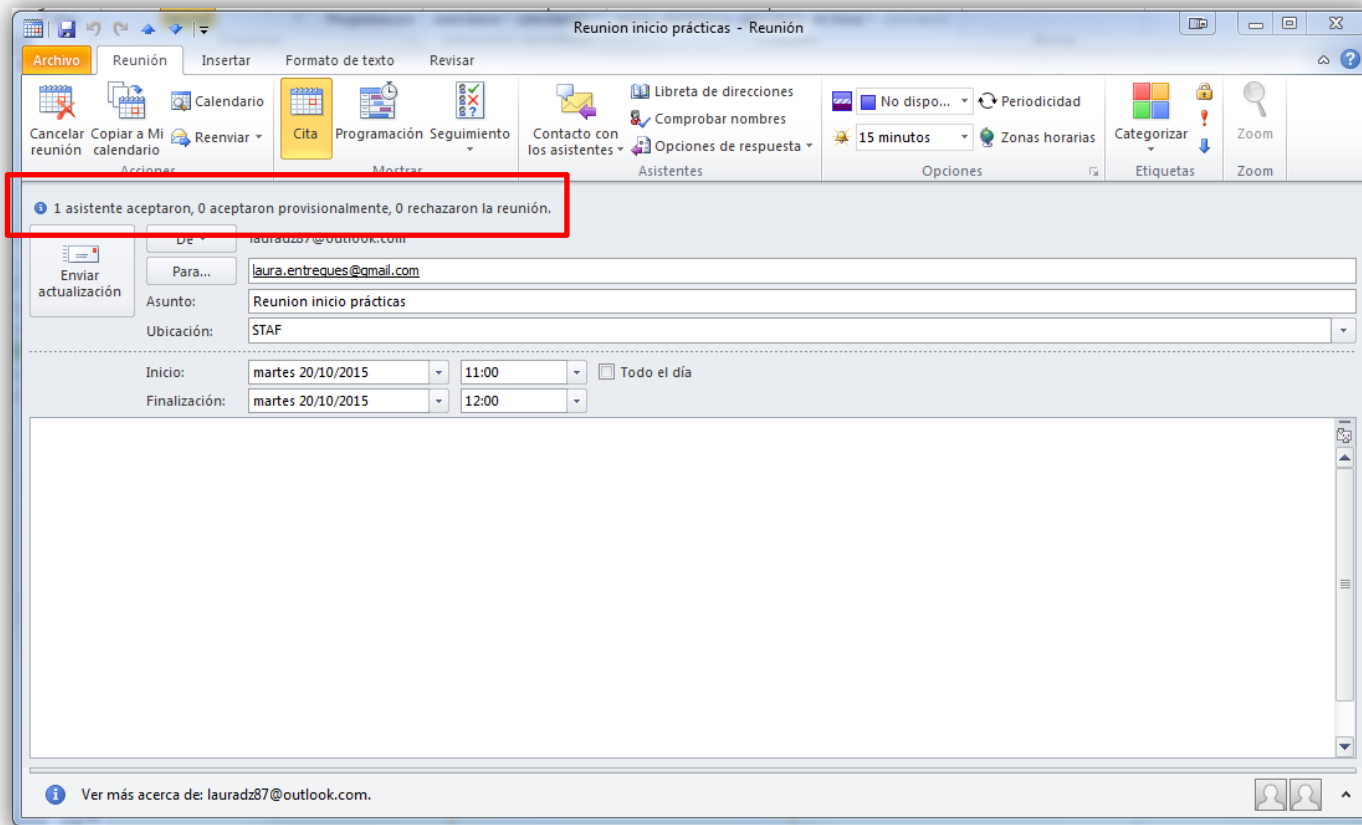 Reunion inicio prácticas - Reunión
Archivo Reunión Insertar Formato de texto Revisar
Cancelar reunión
Copiar a Mi calendario
Calendario
Reenviar
Acciones
Cita
Programación
Seguimiento
Mostrar
Contacto con los asistentes
Libreta de direcciones
Comprobar nombres
Opciones de respuesta
Asistentes
No dispo...
15 minutos
Periodicidad
Zonas horarias
Opciones
Categorizar
Etiquetas
Zoom
Zoom
1 asistente aceptaron, 0 aceptaron provisionalmente, 0 rechazaron la reunión.
Enviar actualización
De lauradz87@outlook.com
Para... laura.entregues@gmail.com
Asunto: Reunion inicio prácticas
Ubicación: STAF
Inicio: martes 20/10/2015 11:00 Todo el día
Finalización: martes 20/10/2015 12:00
Ver más acerca de: lauradz87@outlook.com.